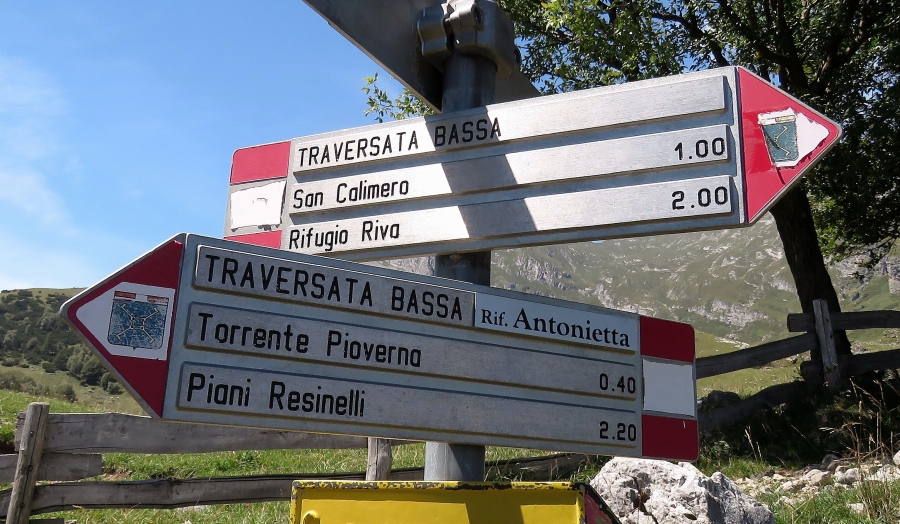 TRAVERSATA BASSA
San Calimero 1.00
Rifugio Riva 2.00
TRAVERSATA BASSA Rif. Antonietta
Torrente Pioverna 0.40
Piani Resinelli 2.20